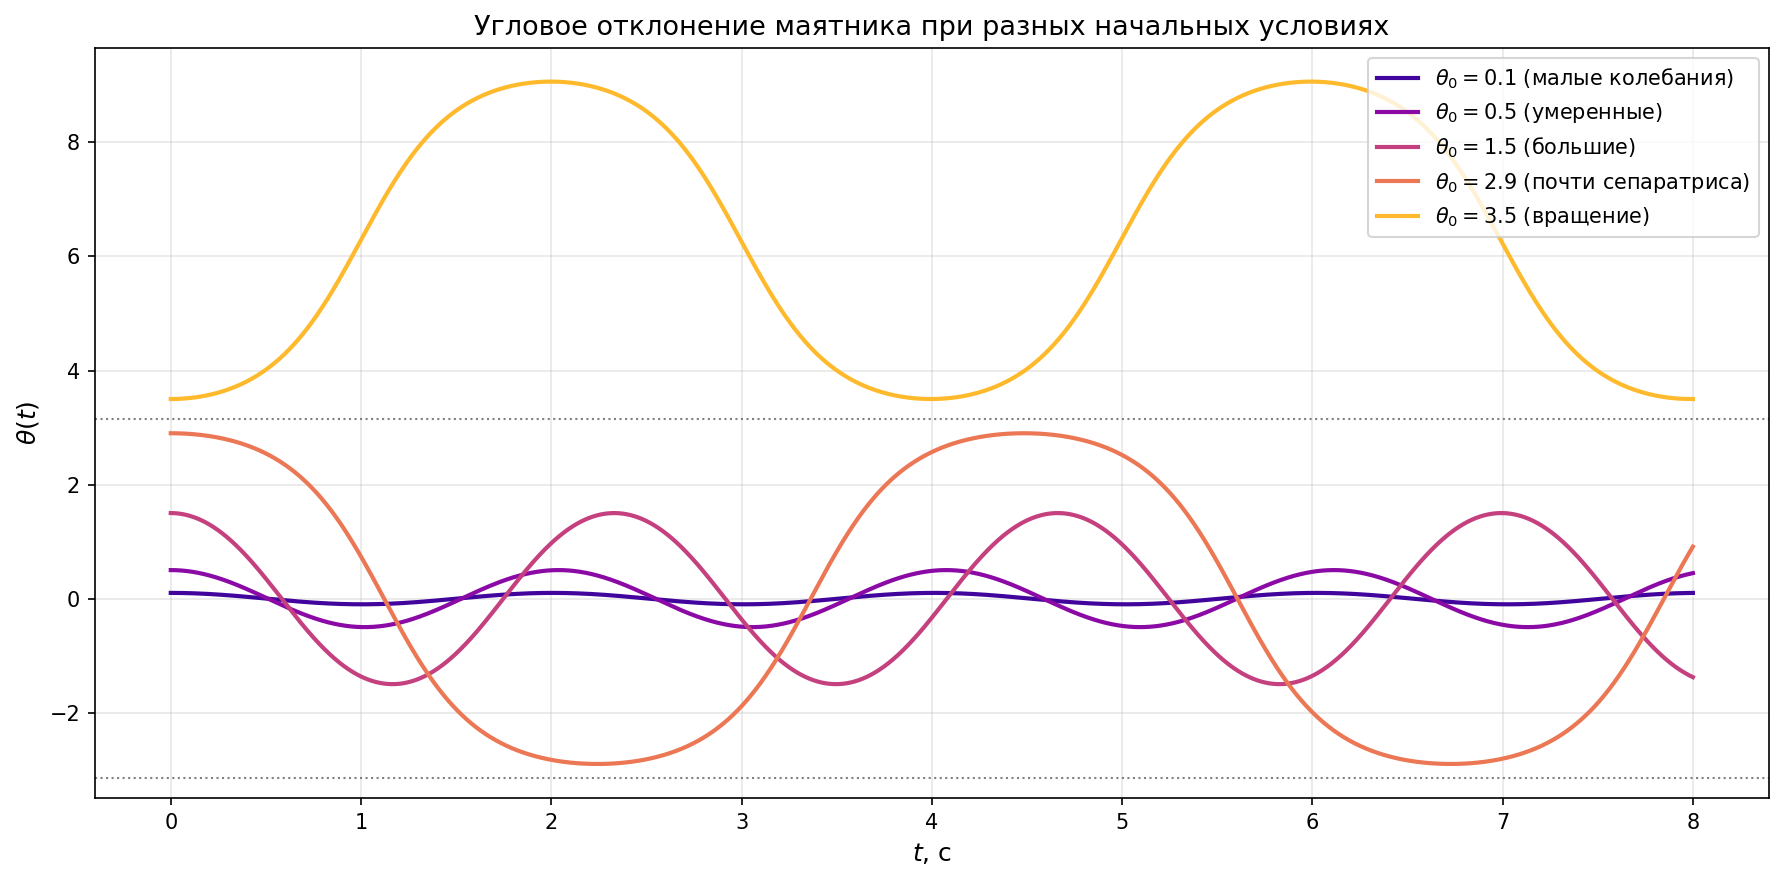 Угловое отклонение маятника при разных начальных условиях
θ₀ = 0.1 (малые колебания)
θ₀ = 0.5 (умеренные)
θ₀ = 1.5 (большие)
θ₀ = 2.9 (почти сепаратриса)
θ₀ = 3.5 (вращение)
θ(t)
8
6
4
2
0
−2
0 1 2 3 4 5 6 7 8
t, с